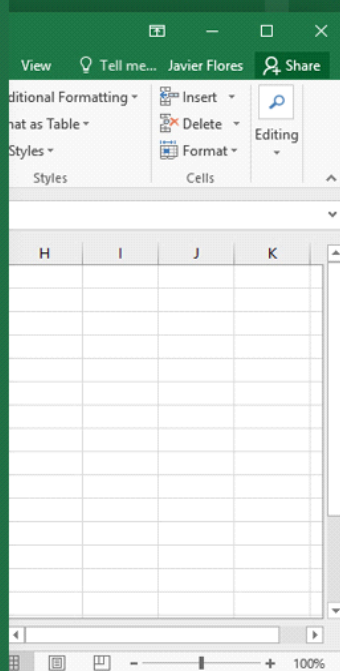 View Tell me... Javier Flores Share
ditional Formatting Insert
nat as Table Delete
Styles Format Editing
Styles Cells
H I J K
100%